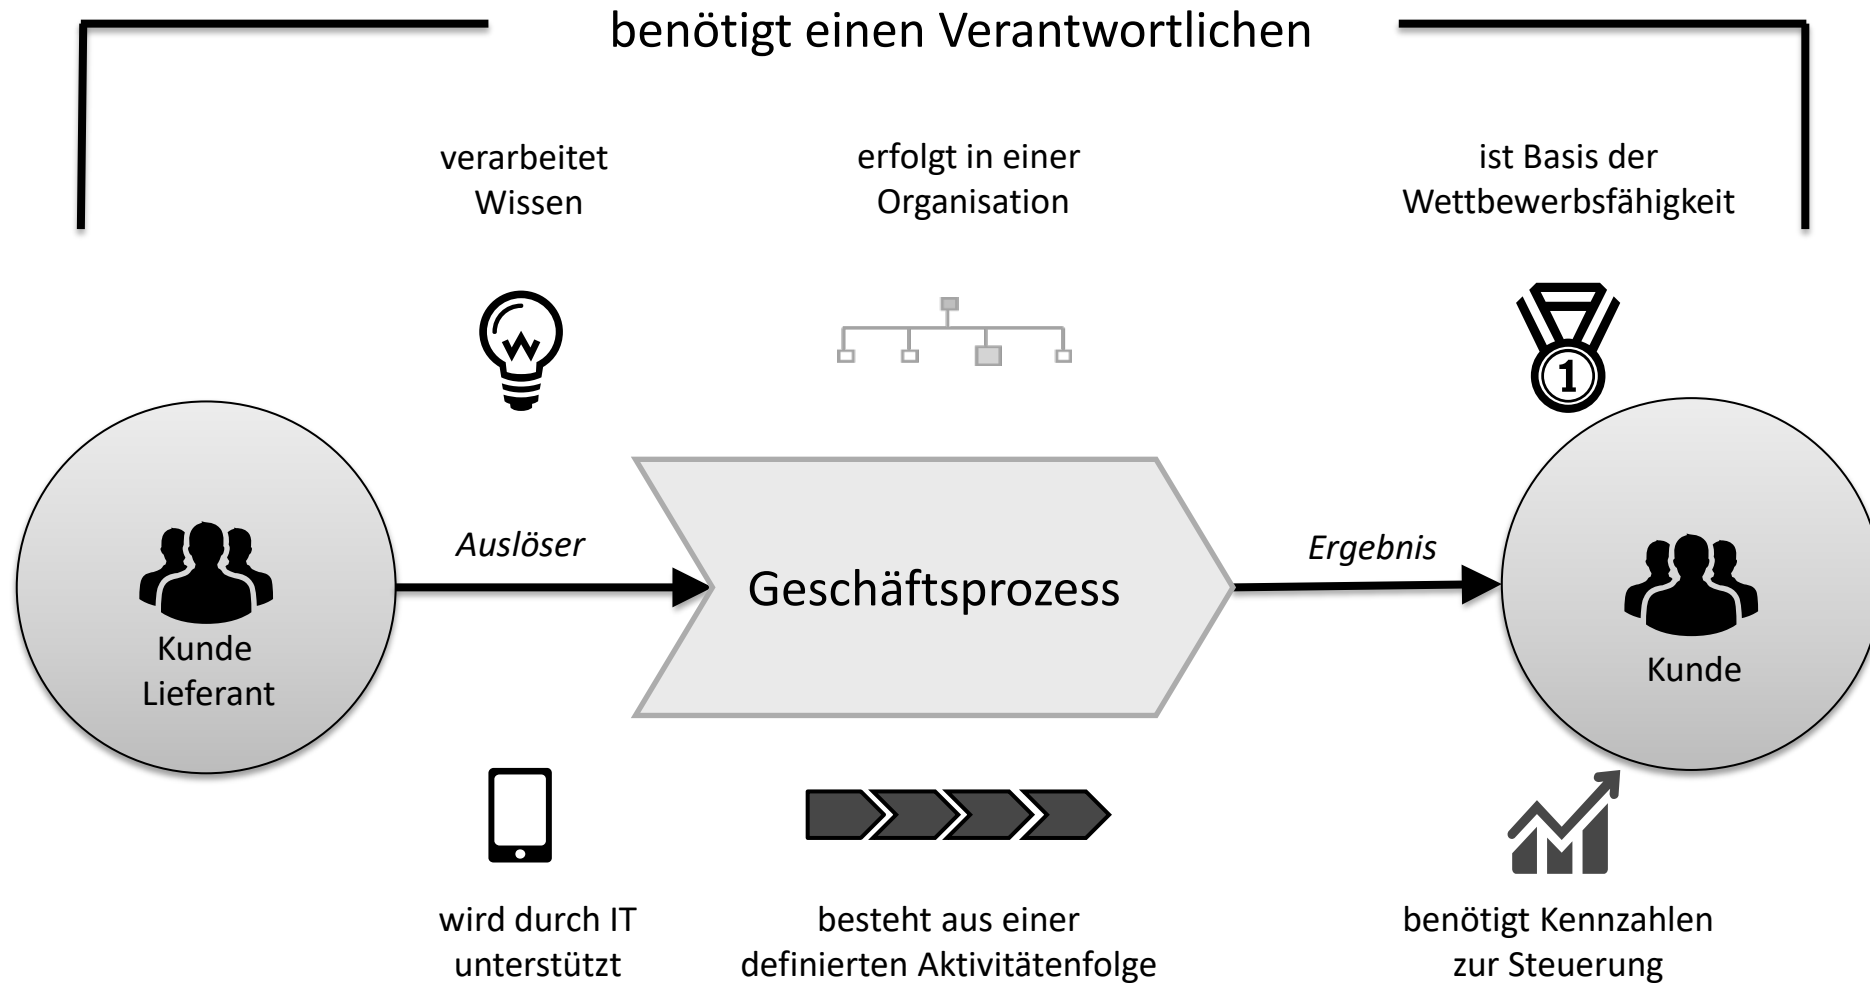 benötigt einen Verantwortlichen
verarbeitet
Wissen
erfolgt in einer
Organisation
ist Basis der
Wettbewerbsfähigkeit
1
Kunde
Lieferant
Auslöser
Geschäftsprozess
Ergebnis
Kunde
wird durch IT
unterstützt
besteht aus einer
definierten Aktivitätenfolge
benötigt Kennzahlen
zur Steuerung